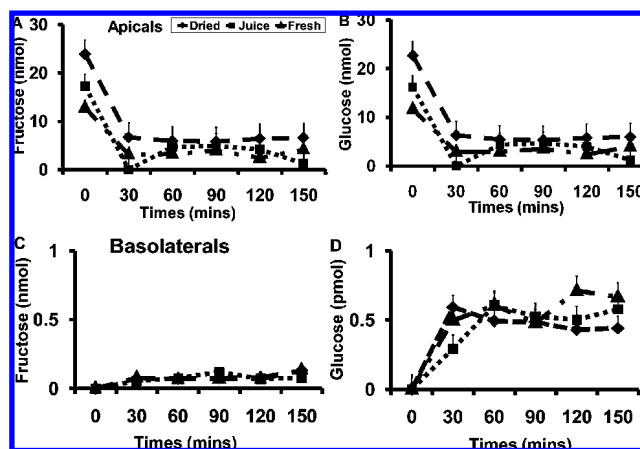 A
Apicals
Dried Juice Fresh
Fructose (nmol)
30
20
10
0
0 30 60 90 120 150
Times (mins)
B
Glucose (nmol)
30
20
10
0
0 30 60 90 120 150
Times (mins)
C
Basolaterals
Fructose (nmol)
1
0.5
0
0 30 60 90 120 150
Times (mins)
D
Glucose (pmol)
1
0.5
0
0 30 60 90 120 150
Times (mins)